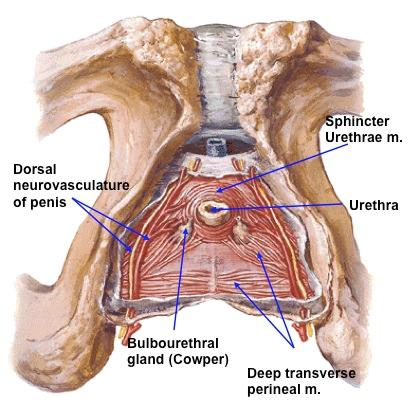 Sphincter
Urethrae m.
Dorsal
neurovasculature
of penis
Urethra
Bulbourethral
gland (Cowper)
Deep transverse
perineal m.